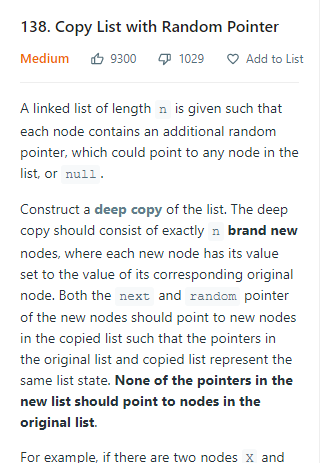 138. Copy List with Random Pointer
Medium 9300 1029 Add to List
A linked list of length n is given such that
each node contains an additional random
pointer, which could point to any node in the
list, or null.
Construct a deep copy of the list. The deep
copy should consist of exactly n brand new
nodes, where each new node has its value
set to the value of its corresponding original
node. Both the next and random pointer
of the new nodes should point to new nodes
in the copied list such that the pointers in
the original list and copied list represent the
same list state. None of the pointers in the
new list should point to nodes in the
original list.
For example, if there are two nodes X and